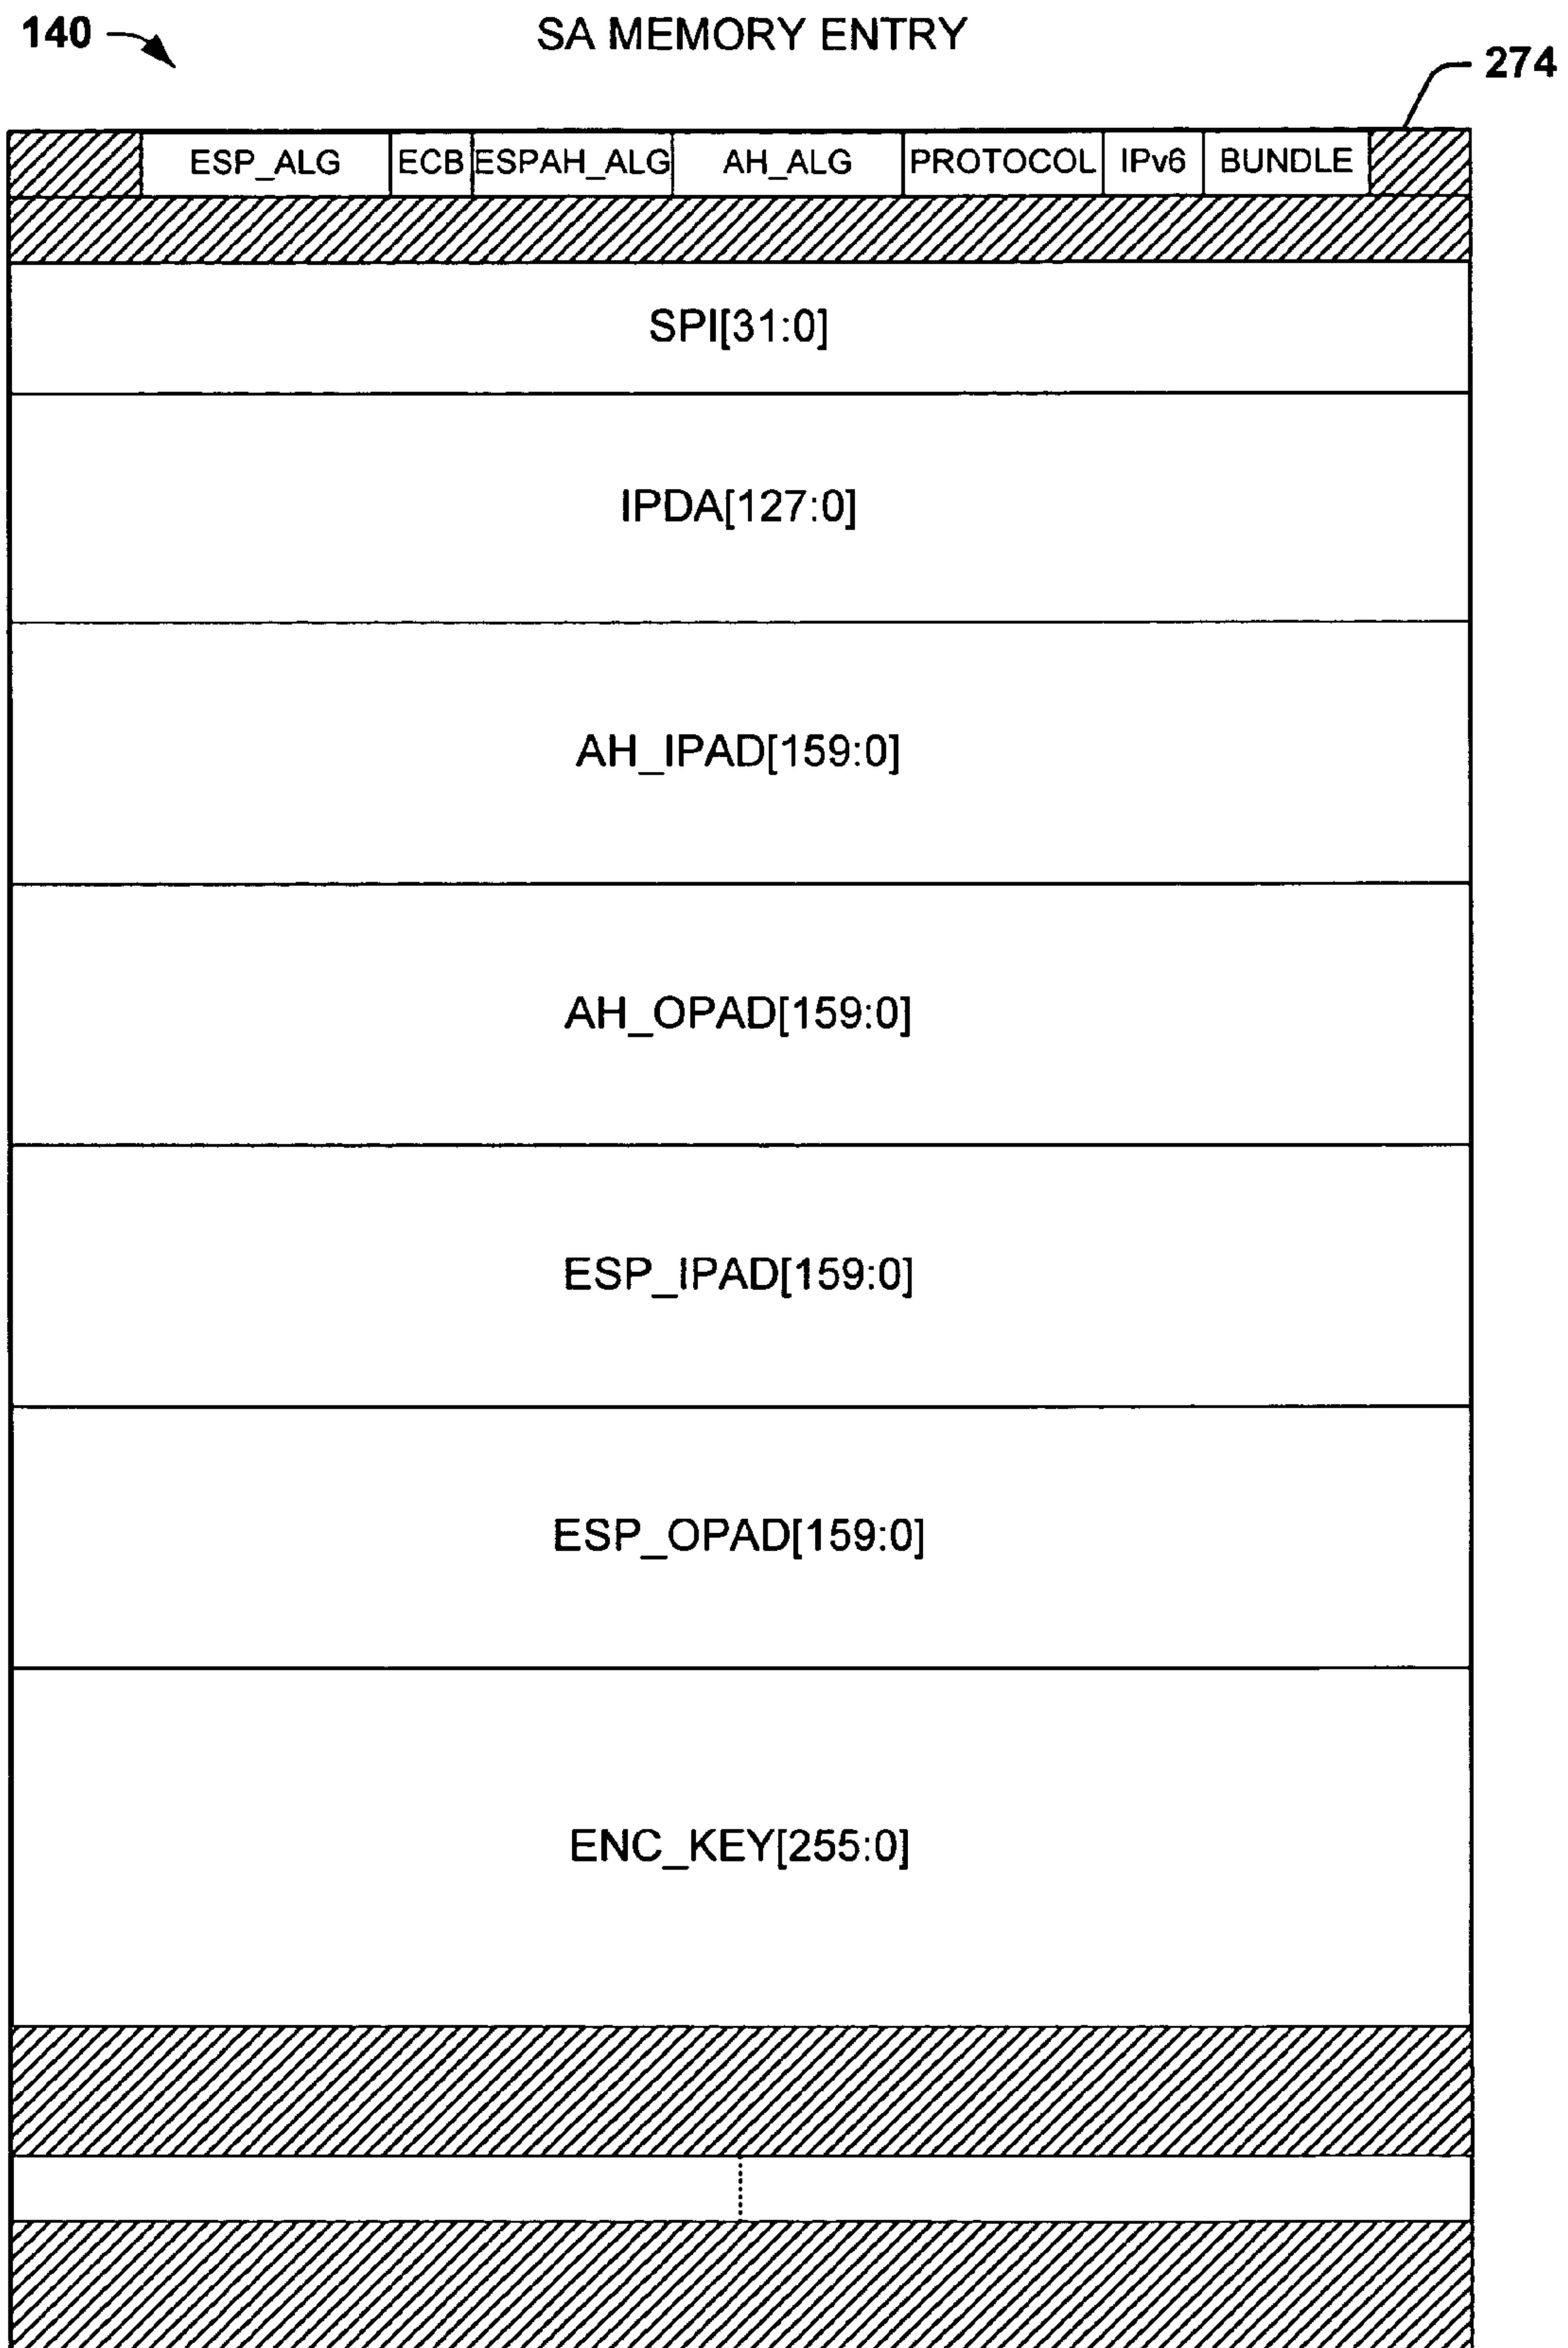 140
SA MEMORY ENTRY
274
ESP_ALG ECB ESPAH_ALG AH_ALG PROTOCOL IPv6 BUNDLE
SPI[31:0]
IPDA[127:0]
AH_IPAD[159:0]
AH_OPAD[159:0]
ESP_IPAD[159:0]
ESP_OPAD[159:0]
ENC_KEY[255:0]